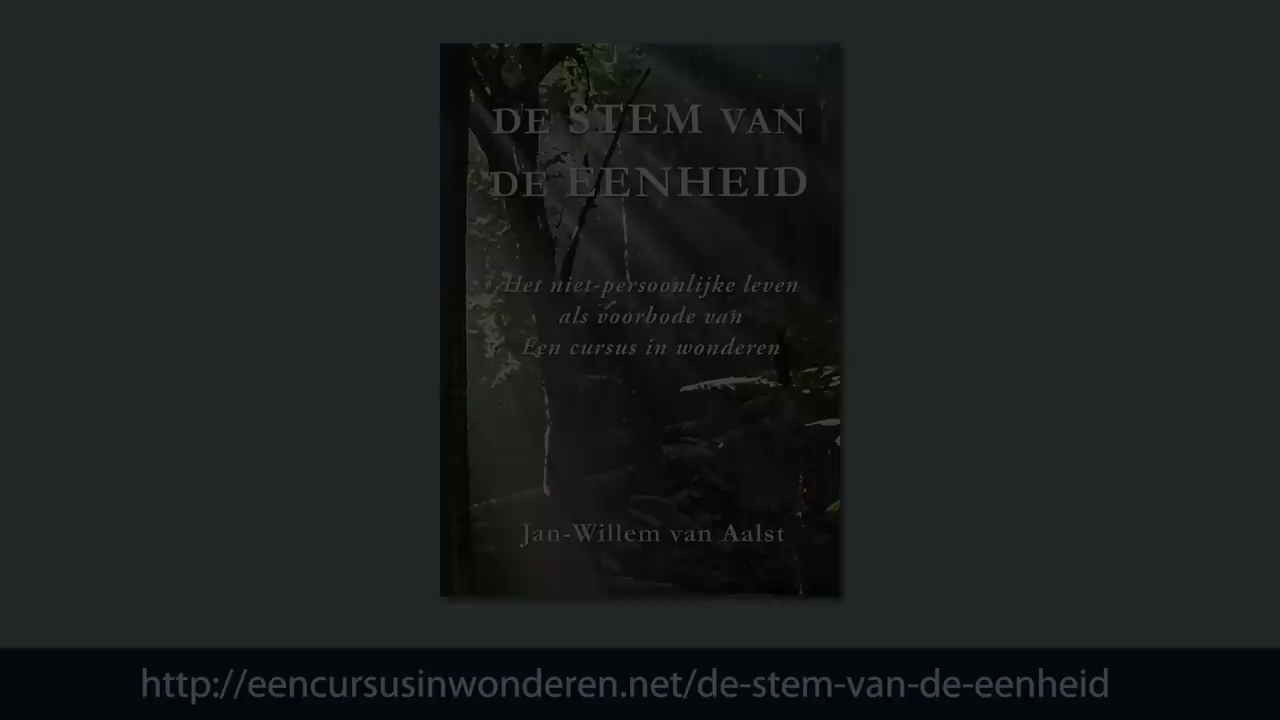 DE STEM VAN
DE EENHEID
Het niet-persoonlijke leven
als voorbode van
Een cursus in wonderen
Jan-Willem van Aalst
http://eencursusinwonderen.net/de-stem-van-de-eenheid